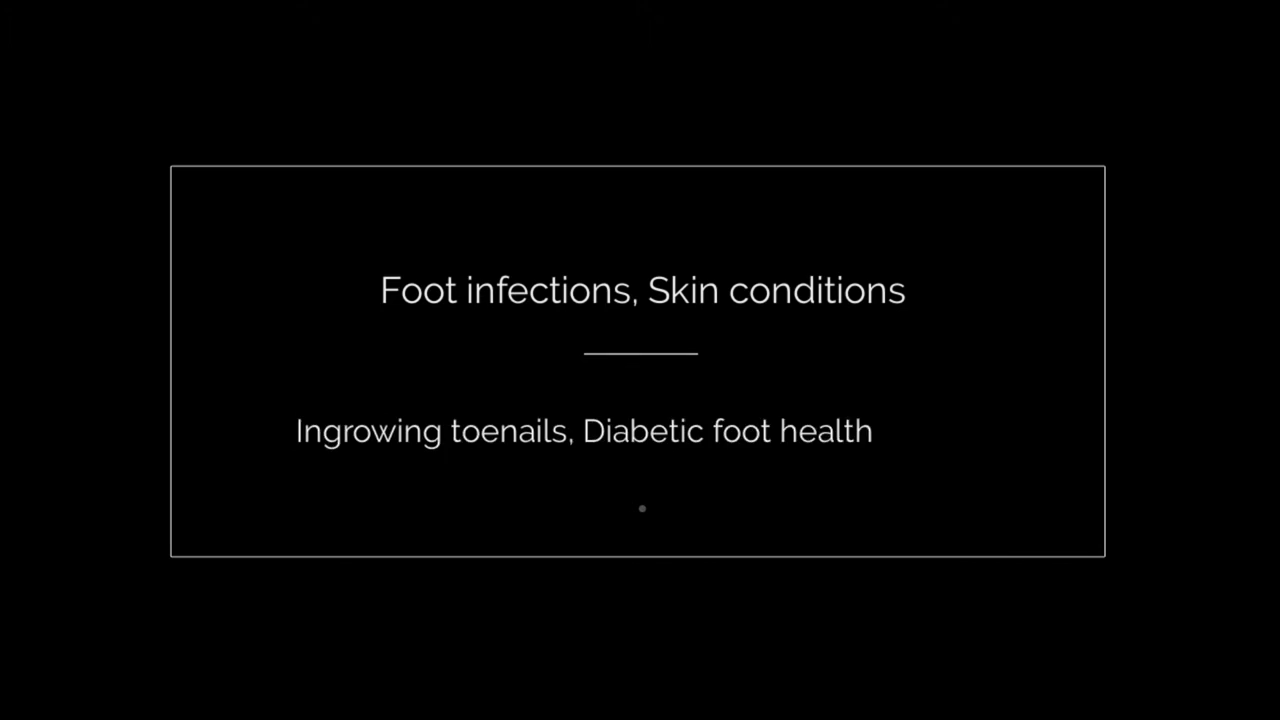 Foot infections, Skin conditions
Ingrowing toenails, Diabetic foot health